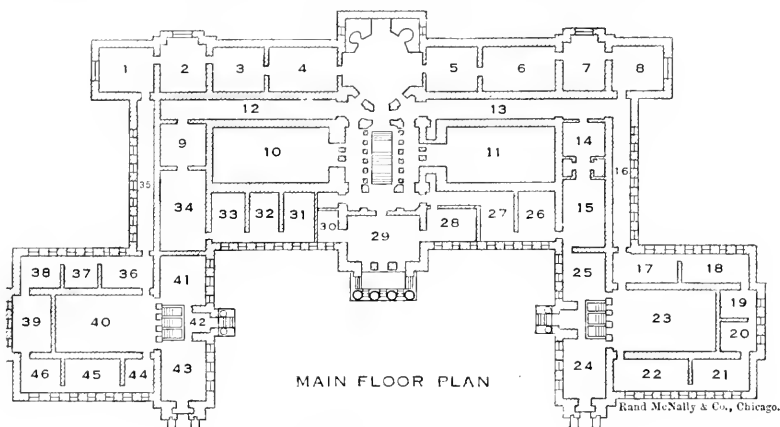 1 2 3 4 5 6 7 8
12 13
9 10 11 14
35 16
34 33 32 31 30 29 28 27 26 15
38 37 36 41 25 17 18
39 40 42 23 19
20
46 45 44 43 24 22 21
MAIN FLOOR PLAN
Rand McNally & Co., Chicago.